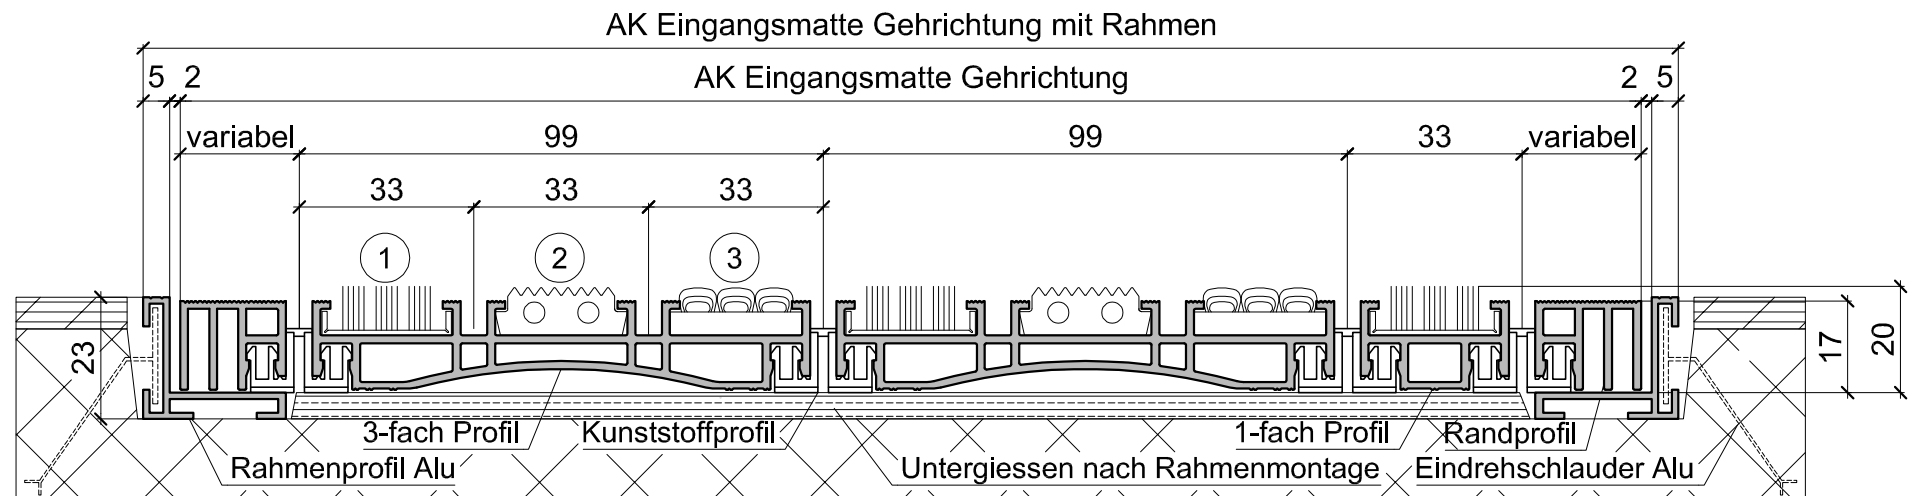 AK Eingangsmatte Gehrichtung mit Rahmen
5 2 AK Eingangsmatte Gehrichtung 2 5
variabel 99 99 33 variabel
33 33 33
1 2 3
23 17 20
3-fach Profil Kunststoffprofil 1-fach Profil Randprofil
Rahmenprofil Alu Untergiessen nach Rahmenmontage Eindrehschlauder Alu